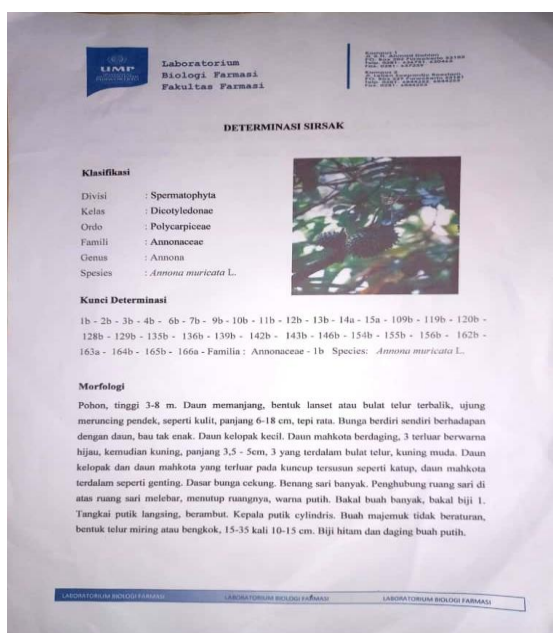 UMP
Laboratorium
Biologi Farmasi
Fakultas Farmasi
DETERMINASI SIRSAK
Klasifikasi
Divisi : Spermatophyta
Kelas : Dicotyledonae
Ordo : Polycarpiceae
Famili : Annonaceae
Genus : Annona
Spesies : Annona muricata L.
Kunci Determinasi
1b - 2b - 3b - 4b - 6b - 7b - 9b - 10b - 11b - 12b - 13b - 14a - 15a - 109b - 119b - 120b -
128b - 129b - 135b - 136b - 139b - 142b - 143b - 146b - 154b - 155b - 156b - 162b -
163a - 164b - 165b - 166a - Familia : Annonaceae - 1b Species: Annona muricata L.
Morfologi
Pohon, tinggi 3-8 m. Daun memanjang, bentuk lanset atau bulat telur terbalik, ujung
meruncing pendek, seperti kulit, panjang 6-18 cm, tepi rata. Bunga berdiri sendiri berhadapan
dengan daun, bau tak enak. Daun kelopak kecil. Daun mahkota berdaging, 3 terluar berwarna
hijau, kemudian kuning, panjang 3,5 - 5cm, 3 yang terdalam bulat telur, kuning muda. Daun
kelopak dan daun mahkota yang terluar pada kuncup tersusun seperti katup, daun mahkota
terdalam seperti genting. Dasar bunga cekung. Benang sari banyak. Penghubung ruang sari di
atas ruang sari melebar, menutup ruangnya, warna putih. Bakal buah banyak, bakal biji 1.
Tangkai putik langsing, berambut. Kepala putik cylindris. Buah majemuk tidak beraturan,
bentuk telur miring atau bengkok, 15-35 kali 10-15 cm. Biji hitam dan daging buah putih.
LABORATORIUM BIOLOGI FARMASI LABORATORIUM BIOLOGI FARMASI LABORATORIUM BIOLOGI FARMASI